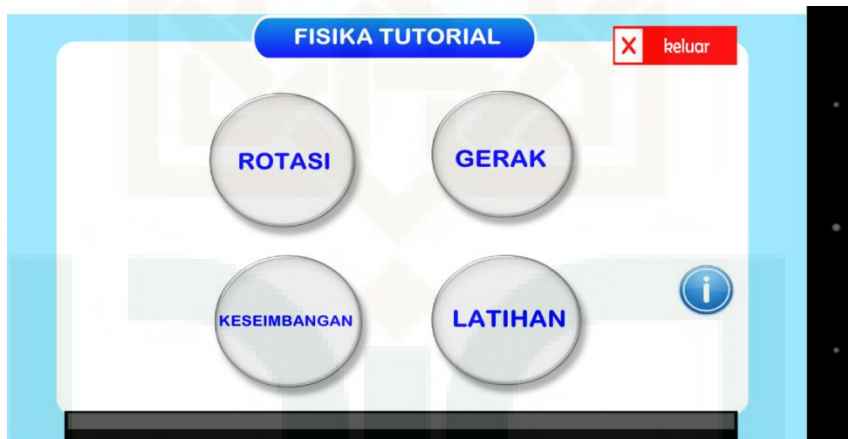 FISIKA TUTORIAL
X keluar
ROTASI
GERAK
KESEIMBANGAN
LATIHAN
i